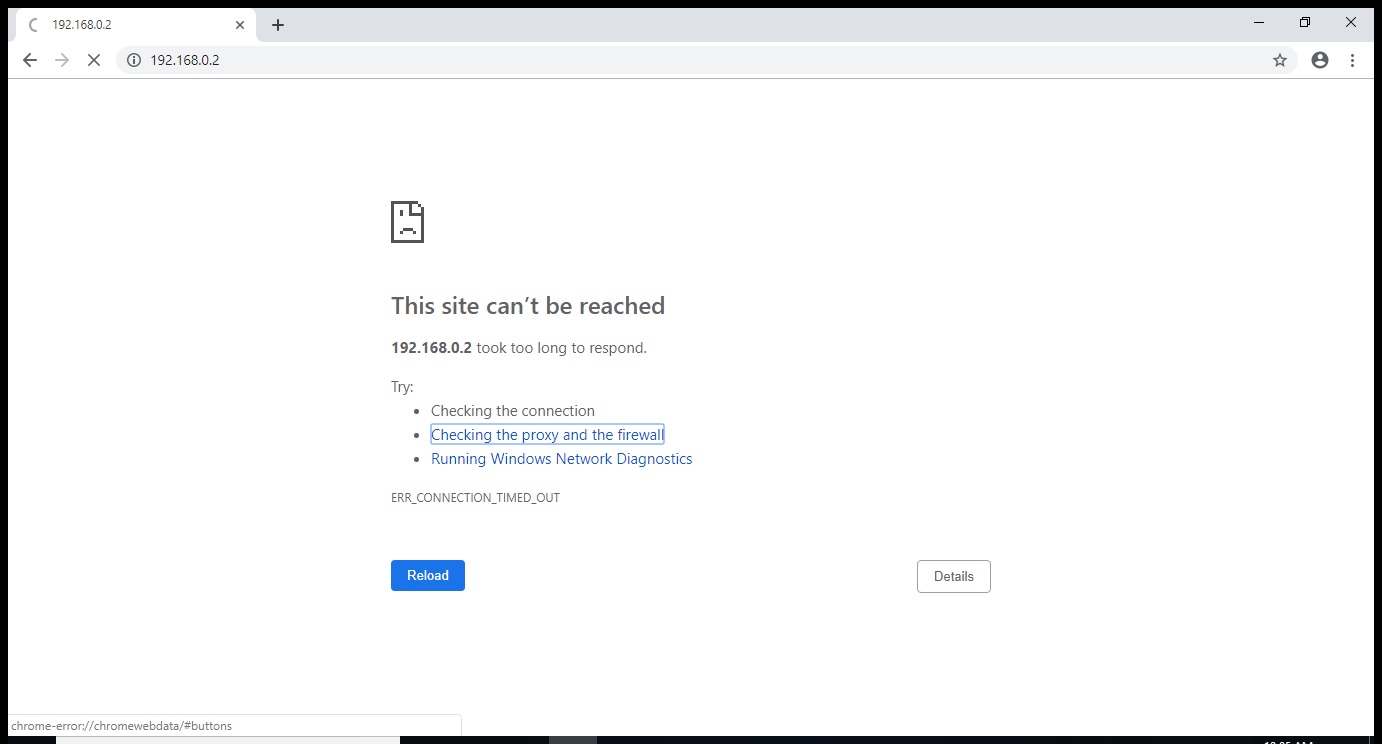 192.168.0.2
192.168.0.2
This site can’t be reached
192.168.0.2 took too long to respond.
Try:
Checking the connection
Checking the proxy and the firewall
Running Windows Network Diagnostics
ERR_CONNECTION_TIMED_OUT
Reload
Details
chrome-error://chromewebdata/#buttons